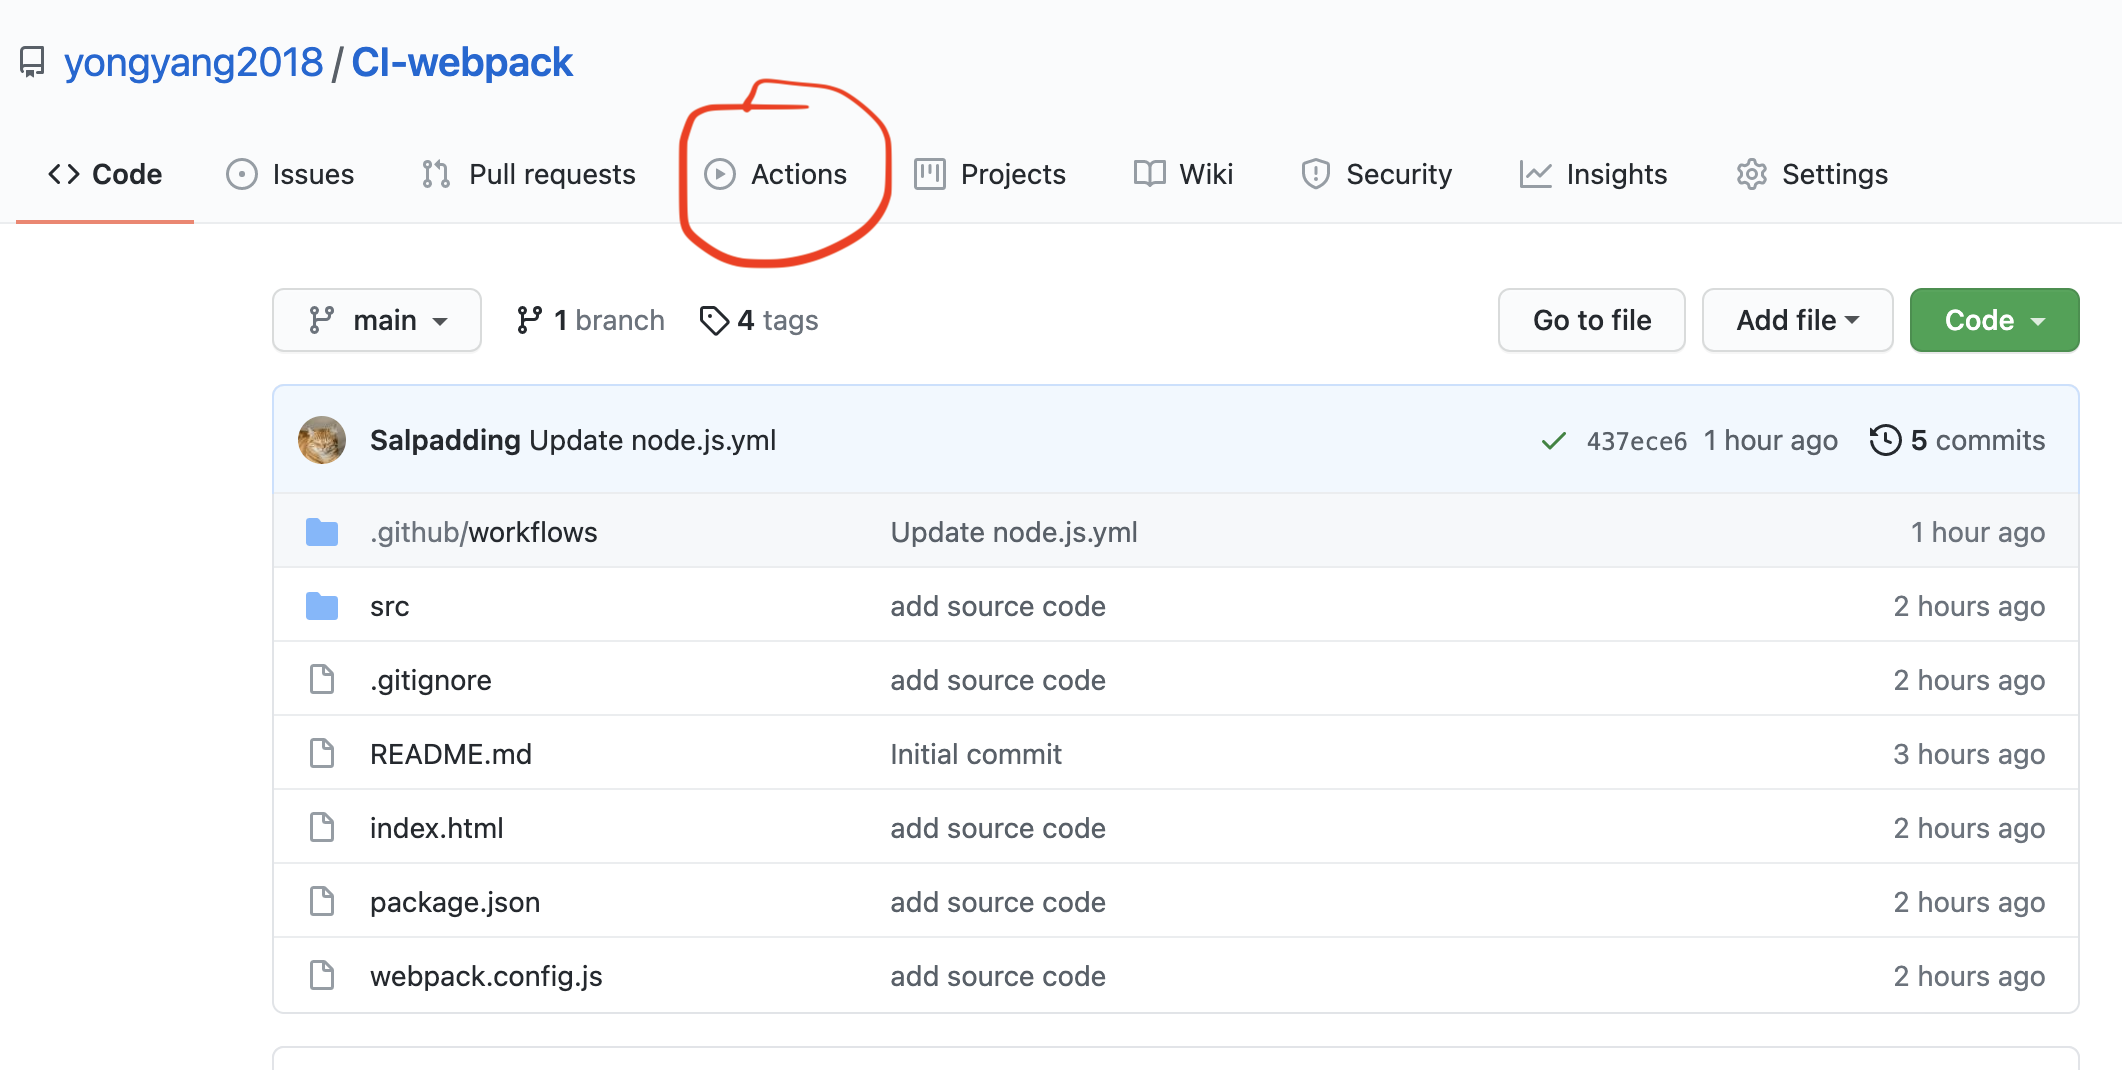 yongyang2018 / CI-webpack
Code Issues Pull requests Actions Projects Wiki Security Insights Settings
main 1 branch 4 tags Go to file Add file Code
Salpadding Update node.js.yml 437ece6 1 hour ago 5 commits
.github/workflows Update node.js.yml 1 hour ago
src add source code 2 hours ago
.gitignore add source code 2 hours ago
README.md Initial commit 3 hours ago
index.html add source code 2 hours ago
package.json add source code 2 hours ago
webpack.config.js add source code 2 hours ago